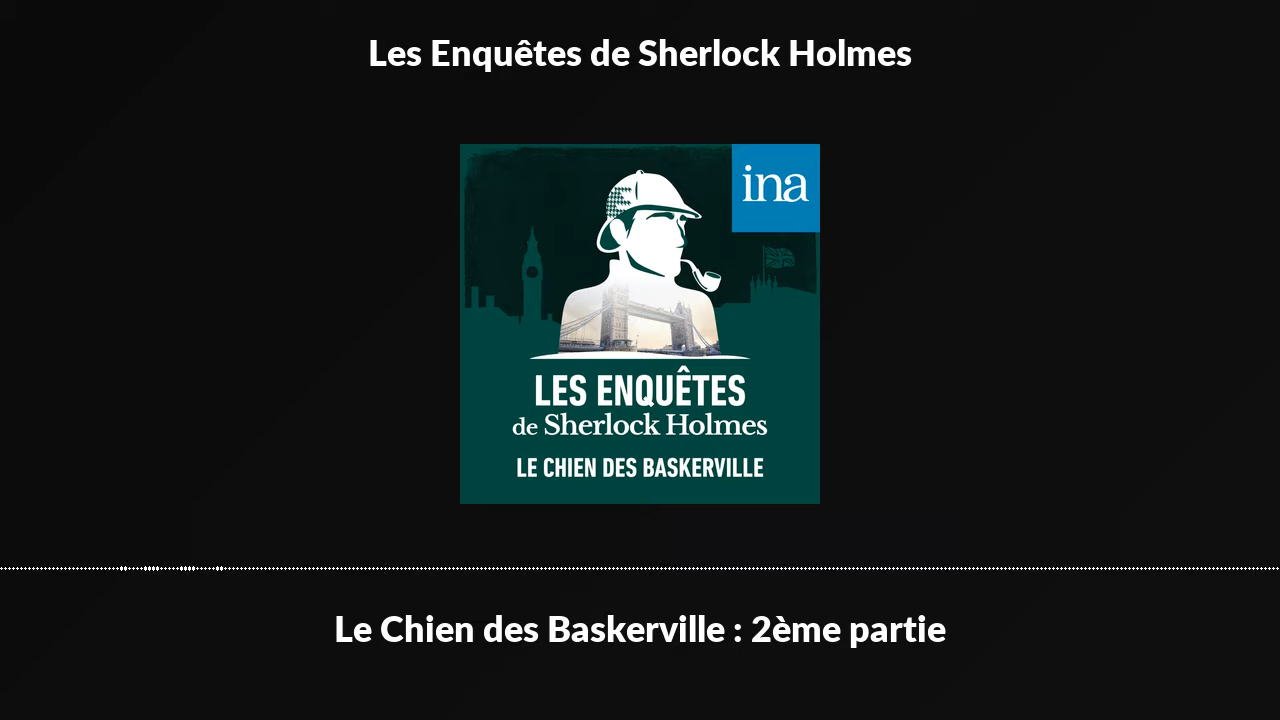 Les Enquêtes de Sherlock Holmes
ina
LES ENQUÊTES
de Sherlock Holmes
LE CHIEN DES BASKERVILLE
Le Chien des Baskerville : 2ème partie